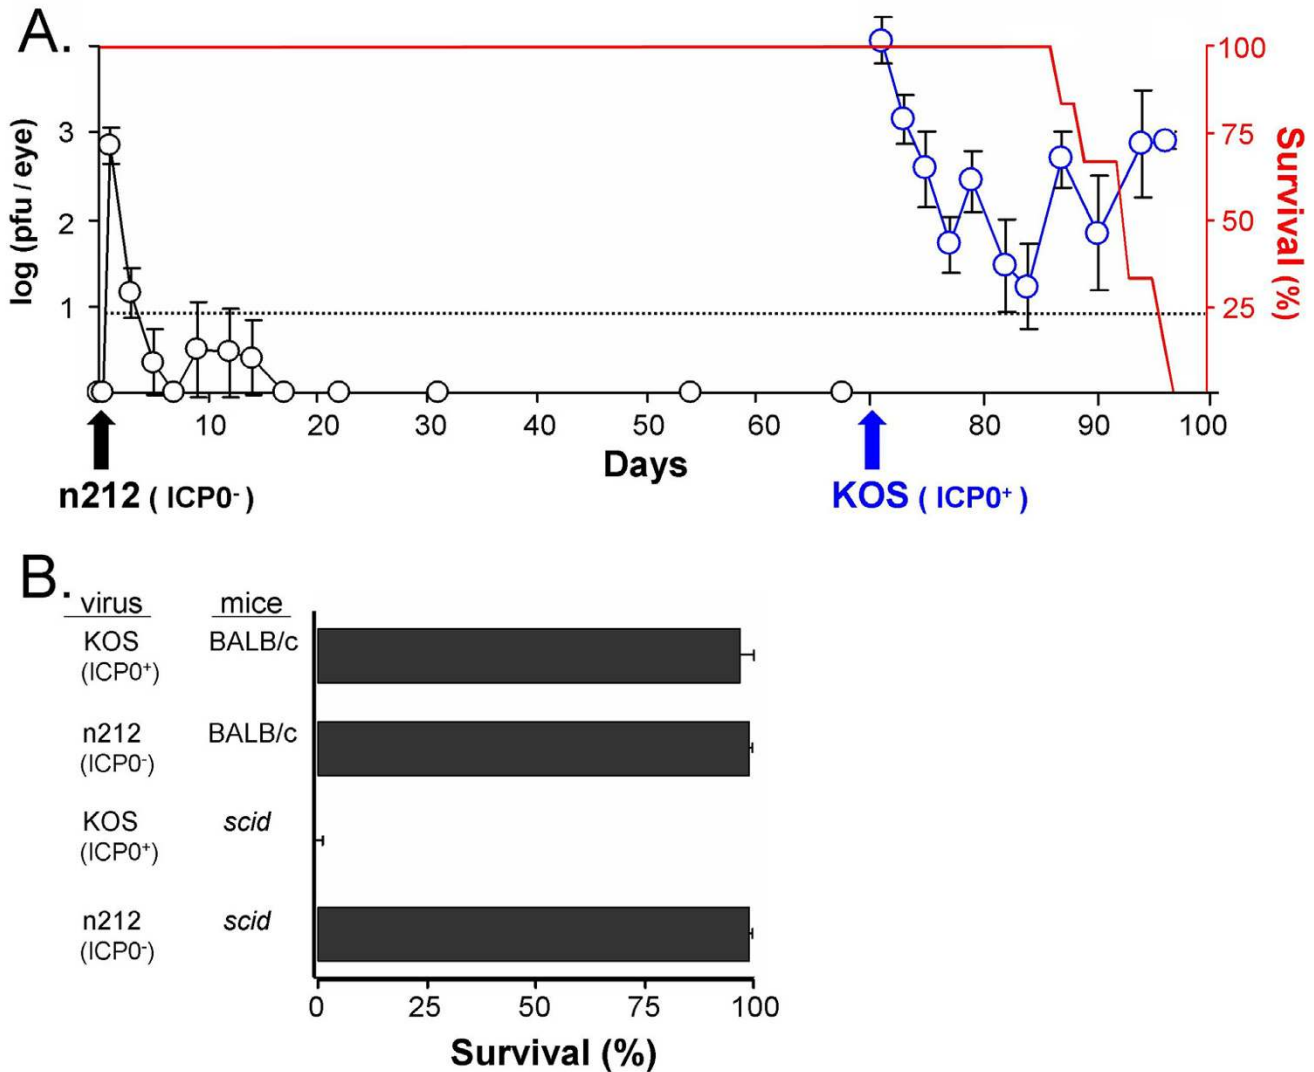 A.
log (pfu / eye)
3
2
1
100
75
50
25
Survival (%)
10 20 30 40 50 60 80 90 100
Days
n212 ( ICP0⁻ )
KOS ( ICP0⁺ )
B.
virus mice
KOS BALB/c
(ICP0⁺)
n212 BALB/c
(ICP0⁻)
KOS scid
(ICP0⁺)
n212 scid
(ICP0⁻)
0 25 50 75 100
Survival (%)